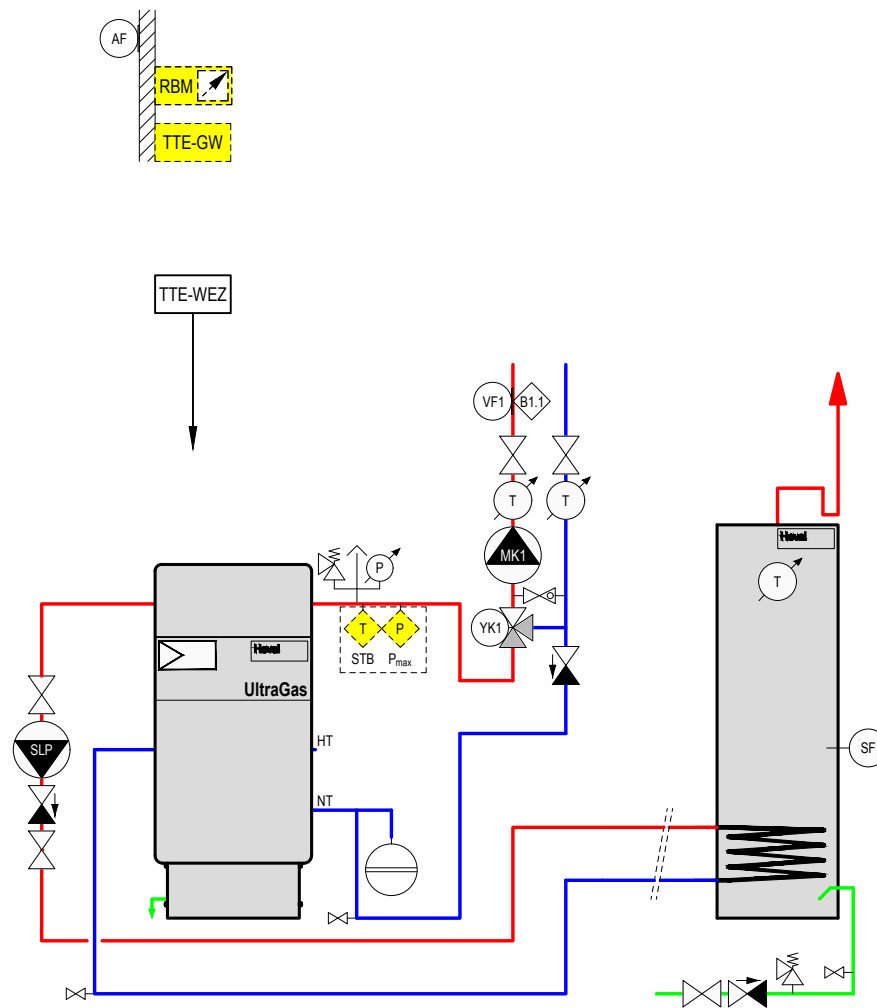 AF
RBM
TTE-GW
TTE-WEZ
VF1 B1.1
T T
MK1
Hoval
P
T
T P
YK1
STB Pmax
Hoval
UltraGas
SLP
HT
SF
NT